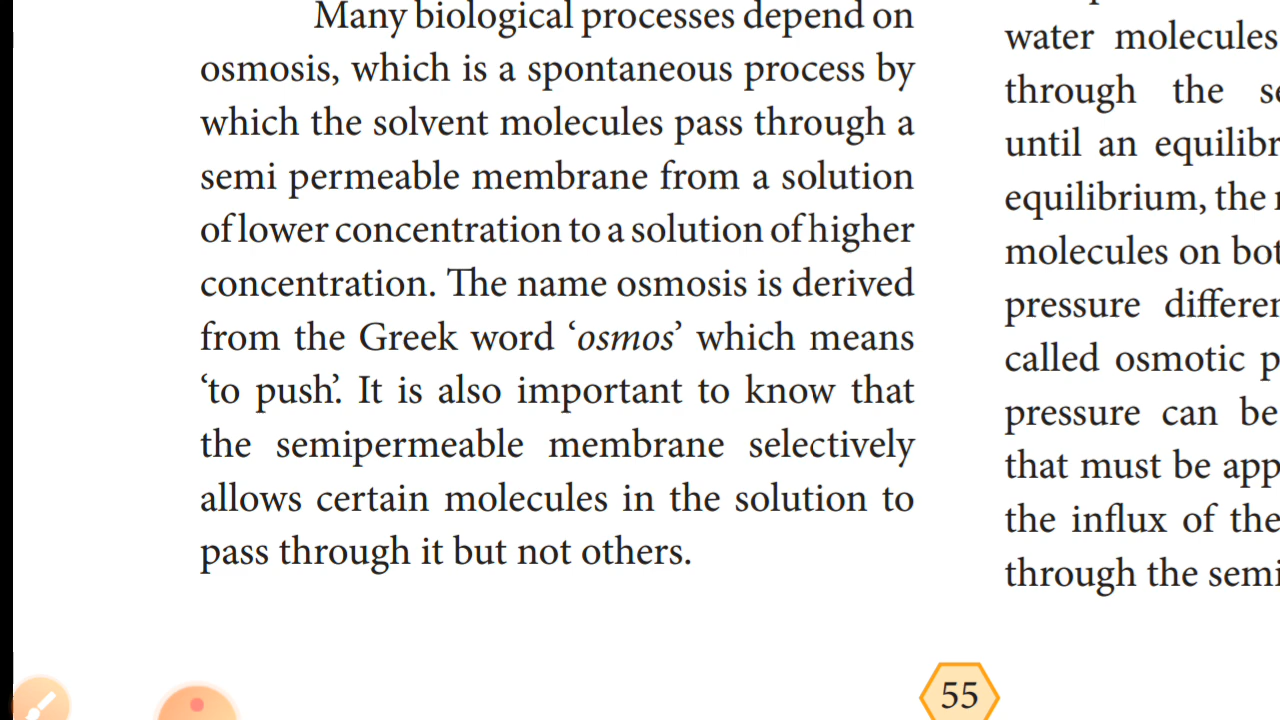 Many biological processes depend on
osmosis, which is a spontaneous process by
which the solvent molecules pass through a
semi permeable membrane from a solution
of lower concentration to a solution of higher
concentration. The name osmosis is derived
from the Greek word ‘osmos’ which means
‘to push’. It is also important to know that
the semipermeable membrane selectively
allows certain molecules in the solution to
pass through it but not others.
water molecules
through the
until an
equilibrium, the
molecules on
pressure
called osmotic
pressure can be
that must be
the influx of the
through the
55